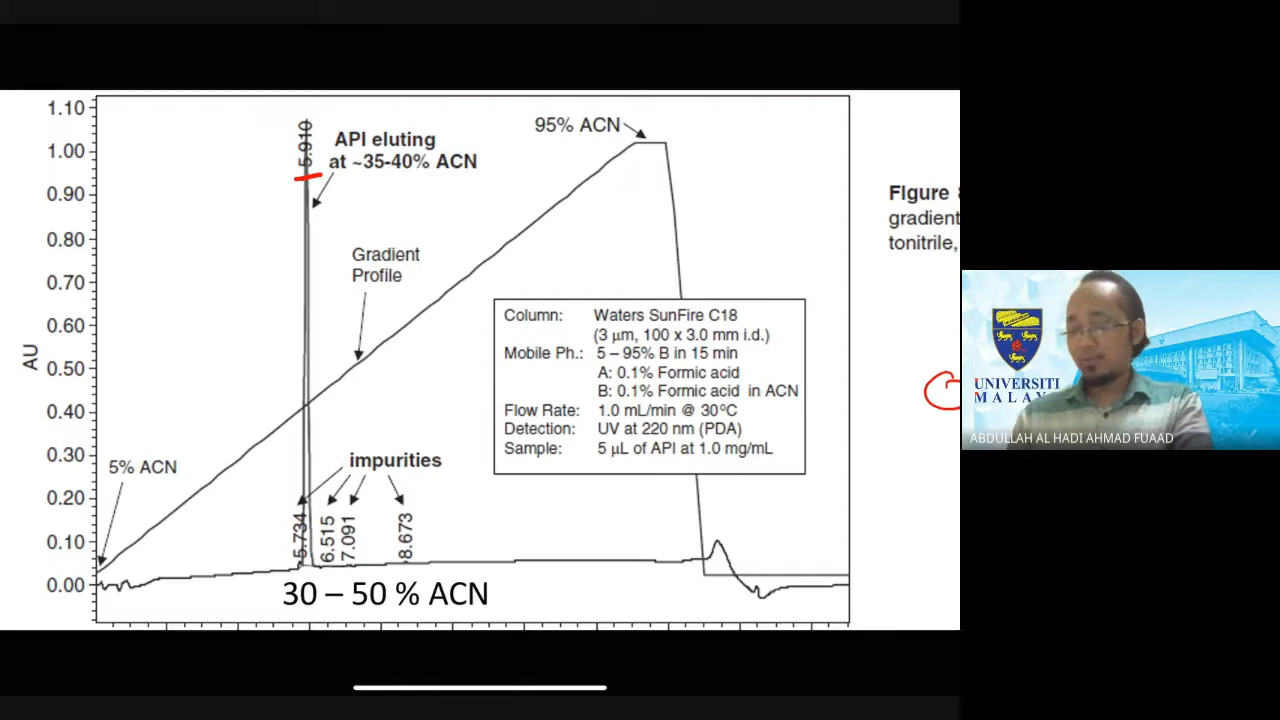 1.10
1.00
0.90
0.80
0.70
0.60
0.50
0.40
0.30
0.20
0.10
0.00
AU
5.910
API eluting
at ~35-40% ACN
95% ACN
Gradient
Profile
5% ACN
impurities
5.734
6.515
7.091
8.673
30 – 50 % ACN
Column: Waters SunFire C18
(3 μm, 100 x 3.0 mm i.d.)
Mobile Ph.: 5 – 95% B in 15 min
A: 0.1% Formic acid
B: 0.1% Formic acid in ACN
Flow Rate: 1.0 mL/min @ 30°C
Detection: UV at 220 nm (PDA)
Sample: 5 μL of API at 1.0 mg/mL
Figure
gradient
tonitrile,
UNIVERSITI
MALAY
ABDULLAH AL HADI AHMAD FUAAD